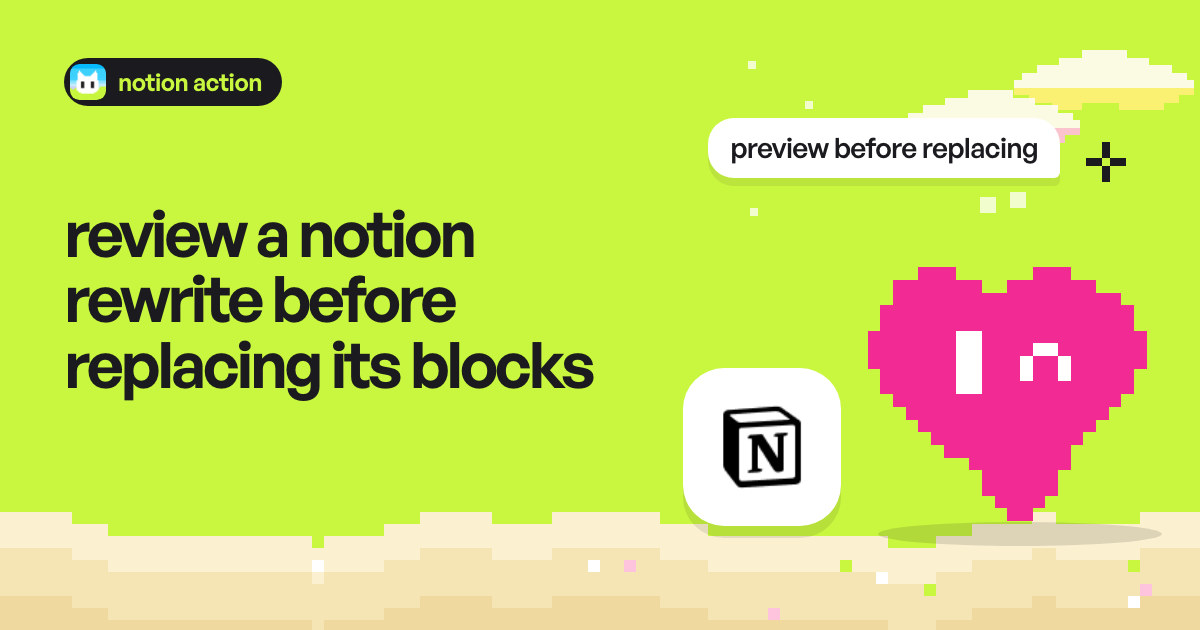 notion action
preview before replacing
review a notion
rewrite before
replacing its blocks
N